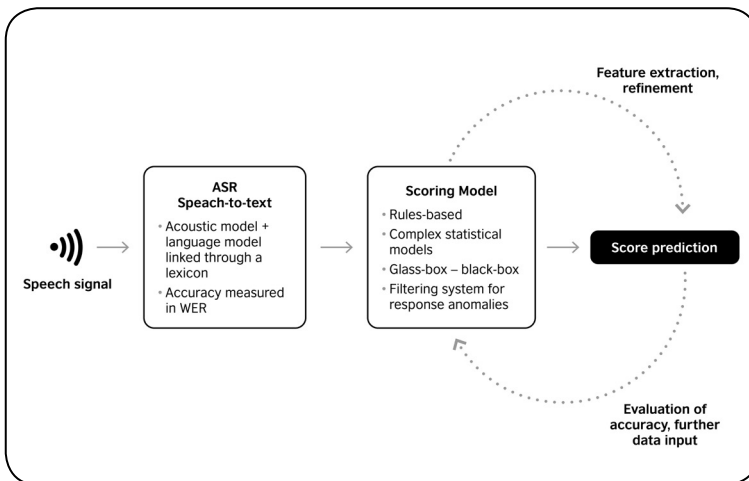 Feature extraction,
refinement
ASR
Speach-to-text
• Acoustic model +
language model
linked through a
lexicon
• Accuracy measured
in WER
Scoring Model
• Rules-based
• Complex statistical
models
• Glass-box – black-box
• Filtering system for
response anomalies
Score prediction
Speech signal
Evaluation of
accuracy, further
data input